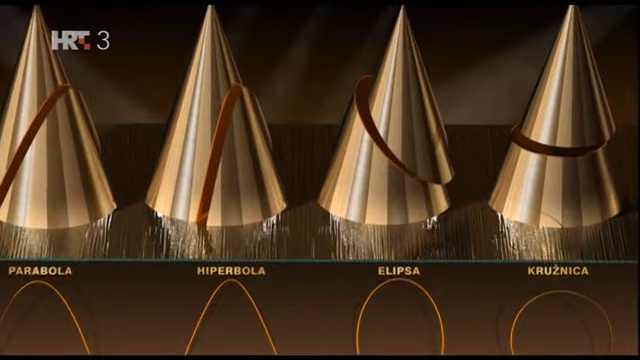 HRT 3
PARABOLA
HIPERBOLA
ELIPSA
KRUŽNICA